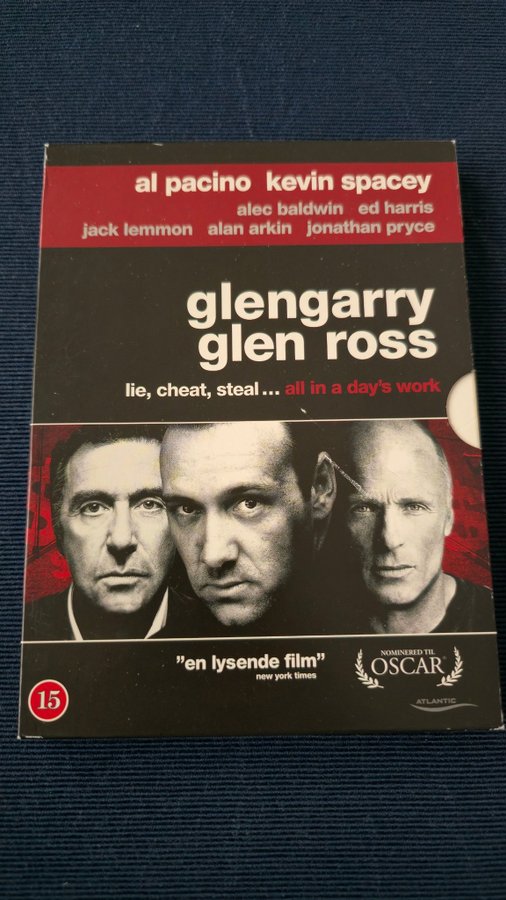 al pacino kevin spacey
alec baldwin ed harris
jack lemmon alan arkin jonathan pryce
glengarry
glen ross
lie, cheat, steal... all in a day's work
"en lysende film"
new york times
NOMINERED TIL
OSCAR
15
ATLANTIC